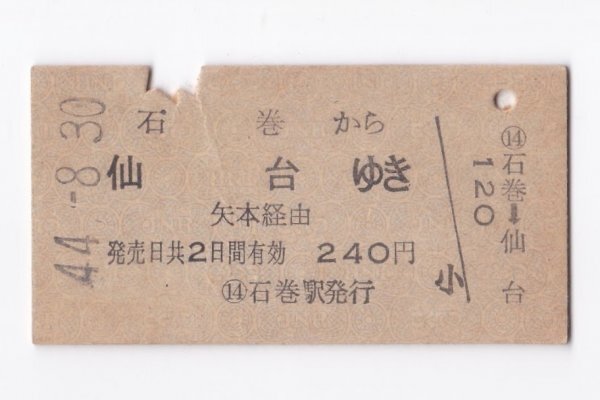 44.-8.30
石巻から
仙台ゆき
矢本経由
発売日共2日間有効 240円
⑭石巻駅発行
小
⑭石巻➡仙台
120